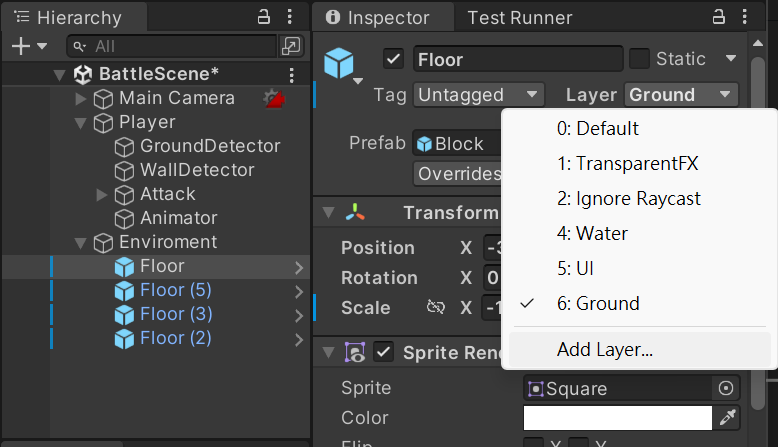 Hierarchy
All
BattleScene*
Main Camera
Player
GroundDetector
WallDetector
Attack
Animator
Enviroment
Floor
Floor (5)
Floor (3)
Floor (2)
Inspector Test Runner
Floor Static
Tag Untagged Layer Ground
Prefab Block
Overrides
Transform
Position X -3
Rotation X 0
Scale X -1
Sprite Ren
Sprite Square
Color
Flip X Y
0: Default
1: TransparentFX
2: Ignore Raycast
4: Water
5: UI
6: Ground
Add Layer...